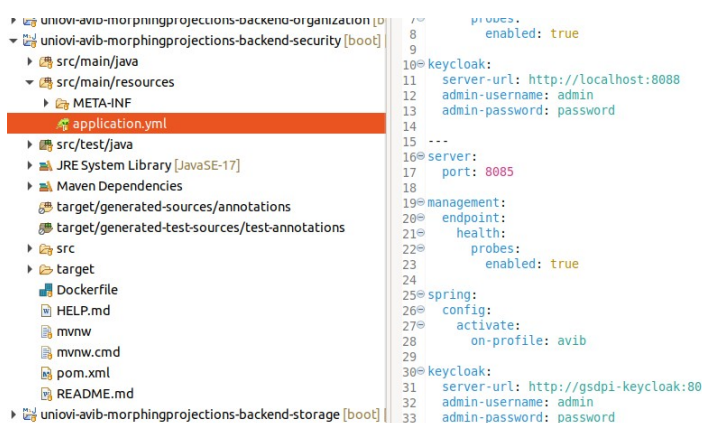 uniovi-avib-morphingprojections-backend-organization
uniovi-avib-morphingprojections-backend-security [boot]
src/main/java
src/main/resources
META-INF
application.yml
src/test/java
JRE System Library [JavaSE-17]
Maven Dependencies
target/generated-sources/annotations
target/generated-test-sources/test-annotations
src
target
Dockerfile
HELP.md
mvnw
mvnw.cmd
pom.xml
README.md
uniovi-avib-morphingprojections-backend-storage [boot]
7 probes:
8 enabled: true
9
10 keycloak:
11 server-url: http://localhost:8088
12 admin-username: admin
13 admin-password: password
14
15 ---
16 server:
17 port: 8085
18
19 management:
20 endpoint:
21 health:
22 probes:
23 enabled: true
24
25 spring:
26 config:
27 activate:
28 on-profile: avib
29
30 keycloak:
31 server-url: http://gsdpi-keycloak:80
32 admin-username: admin
33 admin-password: password